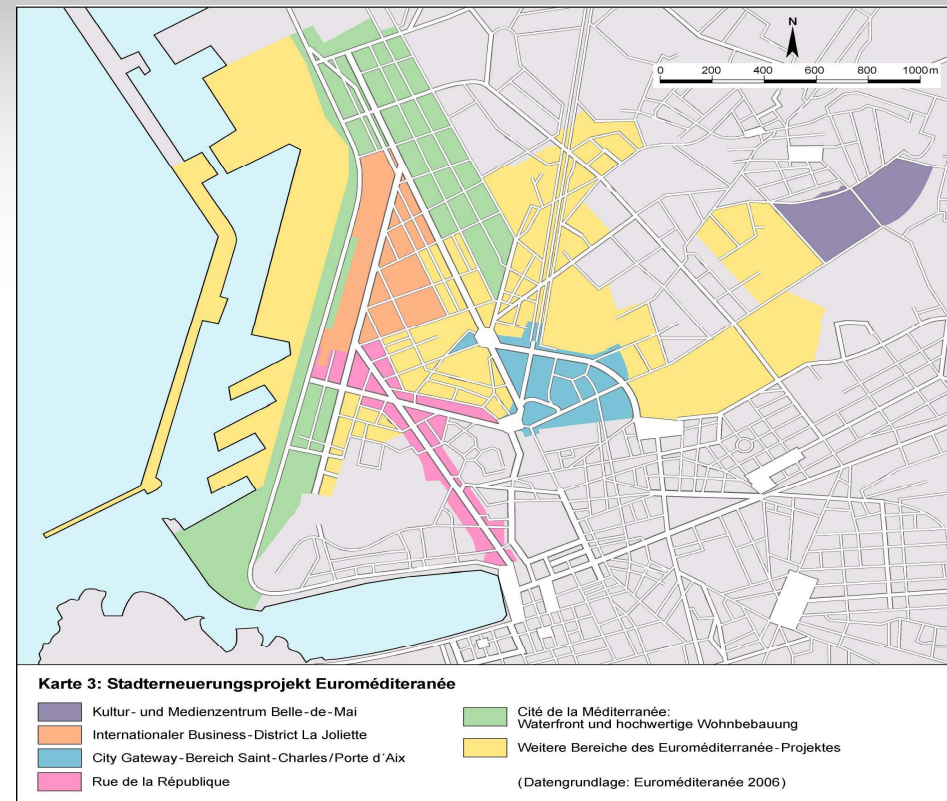 N
0 200 400 600 800 1000m
Karte 3: Stadterneuerungsprojekt Euroméditeranée
Kultur- und Medienzentrum Belle-de-Mai
Internationaler Business-District La Joliette
City Gateway-Bereich Saint-Charles/Porte d´Aix
Rue de la République
Cité de la Méditerranée:
Waterfront und hochwertige Wohnbebauung
Weitere Bereiche des Euroméditerranée-Projektes
(Datengrundlage: Euroméditeranée 2006)